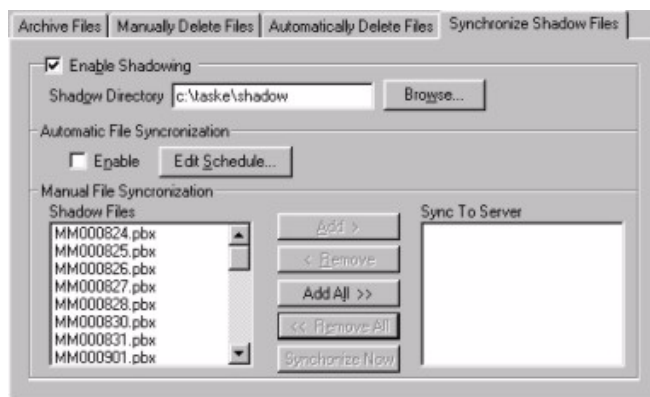 Archive Files Manually Delete Files Automatically Delete Files Synchronize Shadow Files
Enable Shadowing
Shadow Directory c:\taske\shadow Browse...
Automatic File Syncronization
Enable Edit Schedule...
Manual File Syncronization
Shadow Files Sync To Server
MM000824.pbx Add >
MM000825.pbx
MM000826.pbx < Remove
MM000827.pbx
MM000828.pbx Add All >>
MM000830.pbx << Remove All
MM000831.pbx
MM000901.pbx Synchonize Now